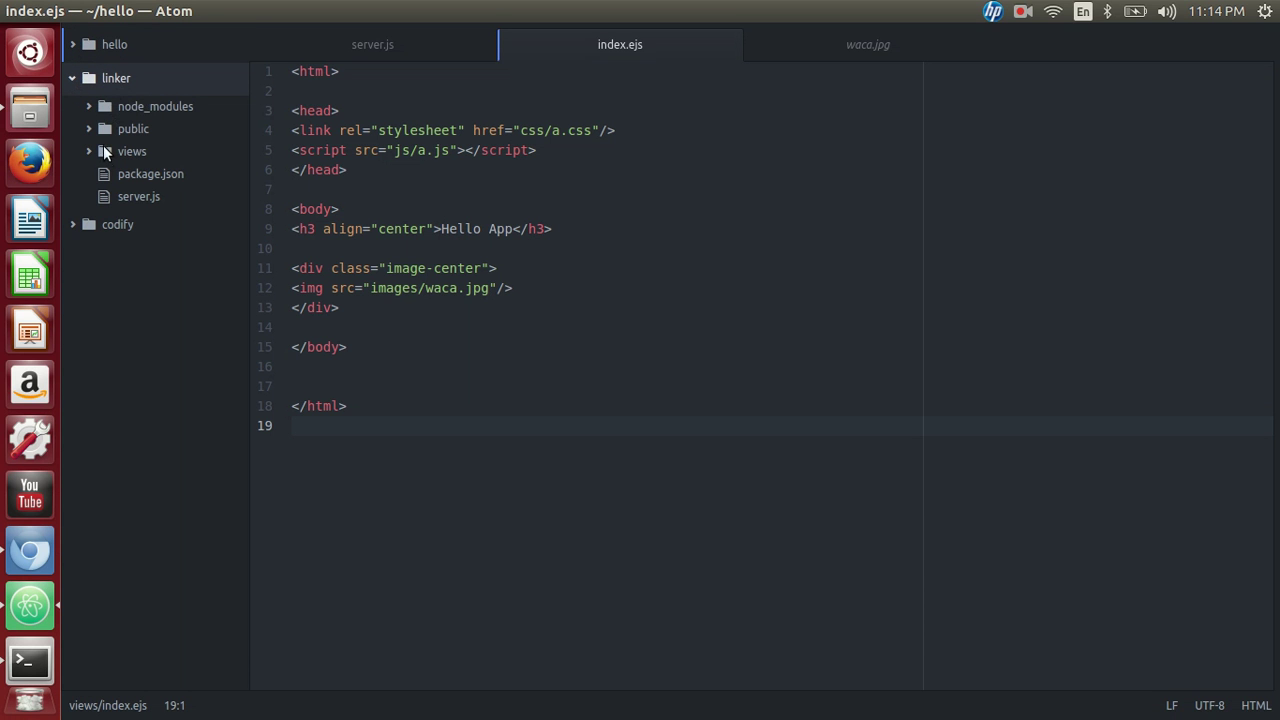 index.ejs — ~/hello — Atom
En
11:14 PM
hp
hello
linker
node_modules
public
views
package.json
server.js
codify
server.js
index.ejs
waca.jpg
1 <html>
2
3 <head>
4 <link rel="stylesheet" href="css/a.css"/>
5 <script src="js/a.js"></script>
6 </head>
7
8 <body>
9 <h3 align="center">Hello App</h3>
10
11 <div class="image-center">
12 <img src="images/waca.jpg"/>
13 </div>
14
15 </body>
16
17
18 </html>
19
a
You
Tube
>_
views/index.ejs 19:1
LF UTF-8 HTML